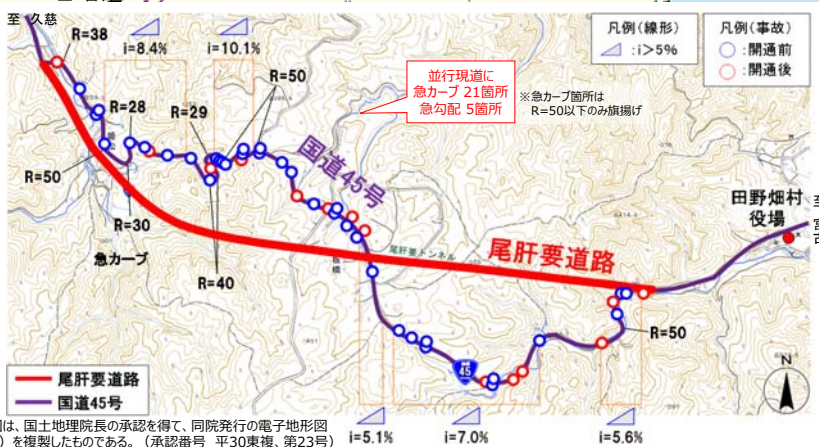 至 久慈
R=38
i=8.4%
i=10.1%
凡例(線形)
:i>5%
凡例(事故)
:開通前
:開通後
R=50
並行現道に
急カーブ 21箇所
急勾配 5箇所
※急カーブ箇所は
R=50以下のみ旗揚げ
R=28
R=29
国道45号
R=50
R=30
急カーブ
R=40
尾肝要トンネル
尾肝要道路
田野畑村
役場
至 宮古
R=50
45
N
尾肝要道路
国道45号
図は、国土地理院長の承認を得て、同院発行の電子地形図
)を複製したものである。(承認番号 平30東複、第23号)
i=5.1%
i=7.0%
i=5.6%